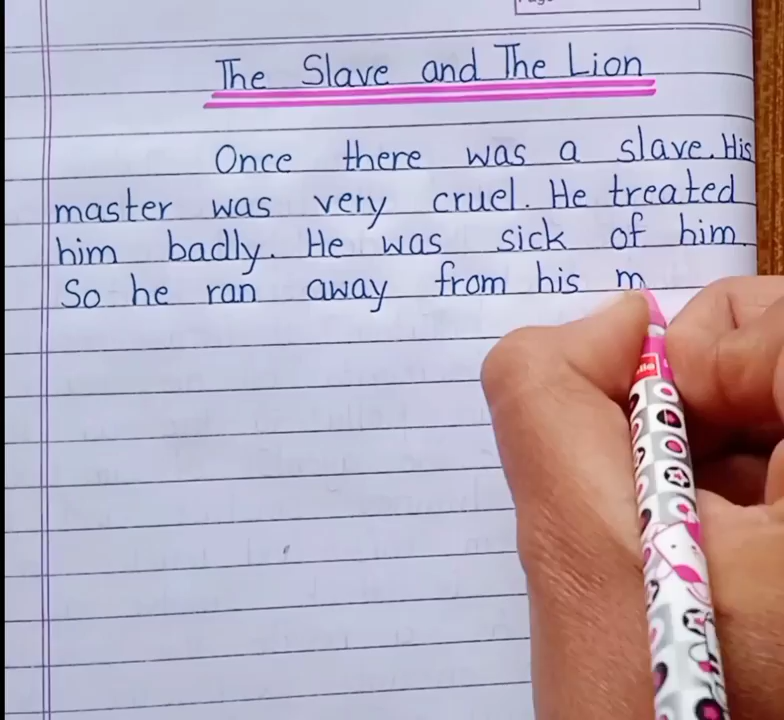 The Slave and The Lion
Once there was a slave. His
master was very cruel. He treated
him badly. He was sick of him.
So he ran away from his m